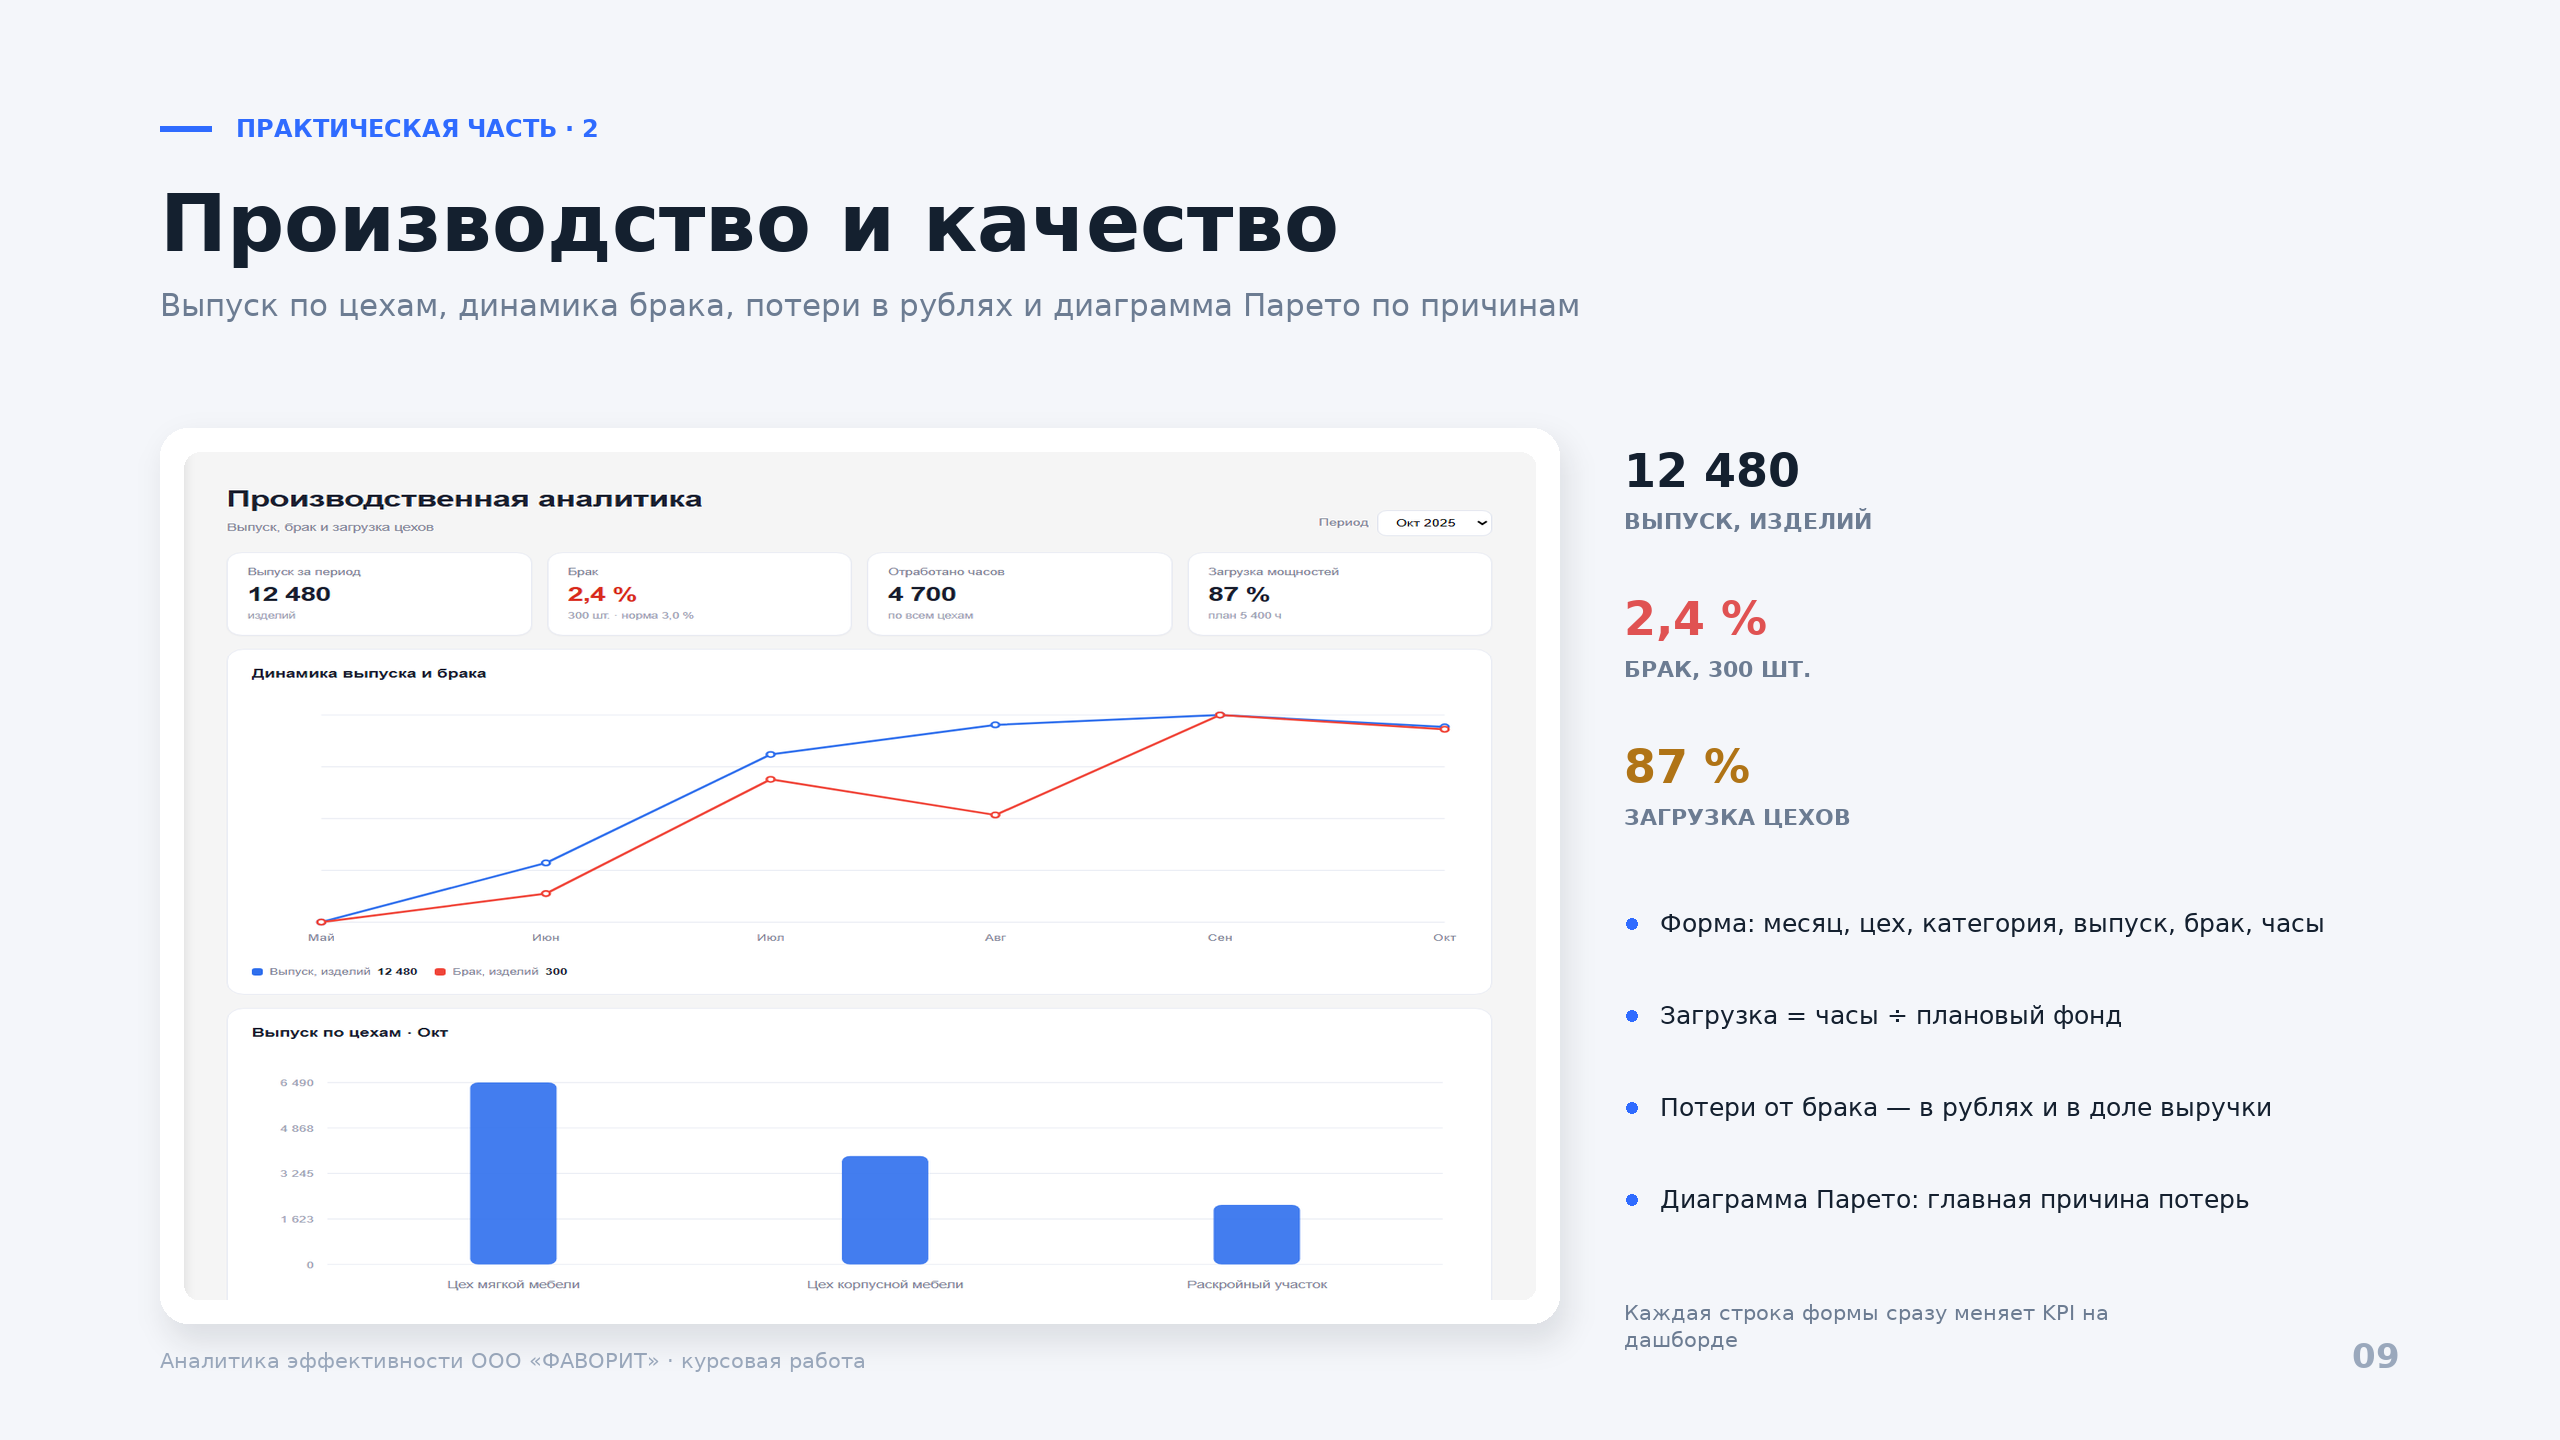 ПРАКТИЧЕСКАЯ ЧАСТЬ · 2
Производство и качество
Выпуск по цехам, динамика брака, потери в рублях и диаграмма Парето по причинам
Производственная аналитика
Выпуск, брак и загрузка цехов
Период Окт 2025
Выпуск за период
12 480
изделий
Брак
2,4 %
300 шт. · норма 3,0 %
Отработано часов
4 700
по всем цехам
Загрузка мощностей
87 %
план 5 400 ч
Динамика выпуска и брака
Май Июн Июл Авг Сен Окт
Выпуск, изделий 12 480 Брак, изделий 300
Выпуск по цехам · Окт
6 490
4 868
3 245
1 623
0
Цех мягкой мебели Цех корпусной мебели Раскройный участок
12 480
ВЫПУСК, ИЗДЕЛИЙ
2,4 %
БРАК, 300 ШТ.
87 %
ЗАГРУЗКА ЦЕХОВ
Форма: месяц, цех, категория, выпуск, брак, часы
Загрузка = часы ÷ плановый фонд
Потери от брака — в рублях и в доле выручки
Диаграмма Парето: главная причина потерь
Каждая строка формы сразу меняет KPI на
дашборде
Аналитика эффективности ООО «ФАВОРИТ» · курсовая работа
09